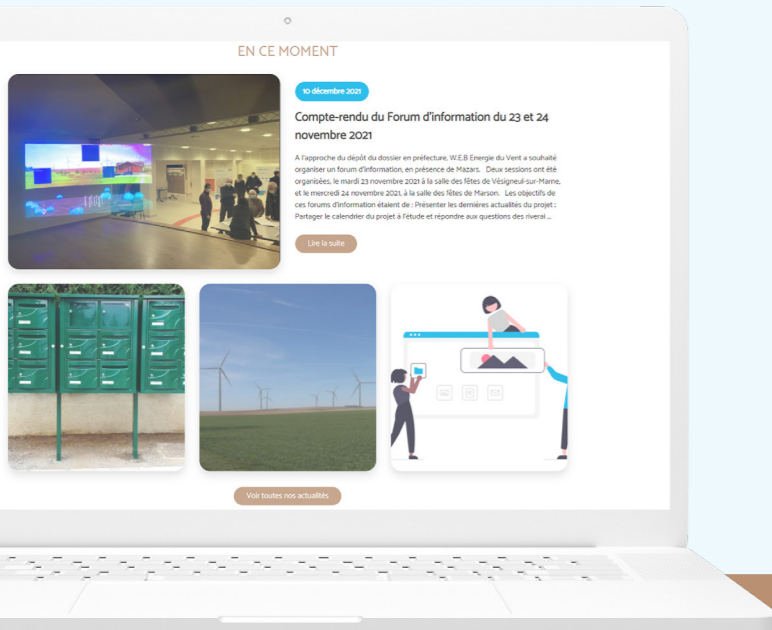 EN CE MOMENT
10 décembre 2021
Compte-rendu du Forum d'information du 23 et 24
novembre 2021
A l'approche du dépôt du dossier en préfecture, W.E.B Energie du Vent a souhaité
organiser un forum d'information, en présence de Mazars. Deux sessions ont été
organisées, le mardi 23 novembre 2021 à la salle des fêtes de Vésigneul-sur-Marne,
et le mercredi 24 novembre 2021, à la salle des fêtes de Marson. Les objectifs de
ces forums d'information étaient de : Présenter les dernières actualités du projet ;
Partager le calendrier du projet à l'étude et répondre aux questions des riverai ...
Lire la suite
Voir toutes nos actualités